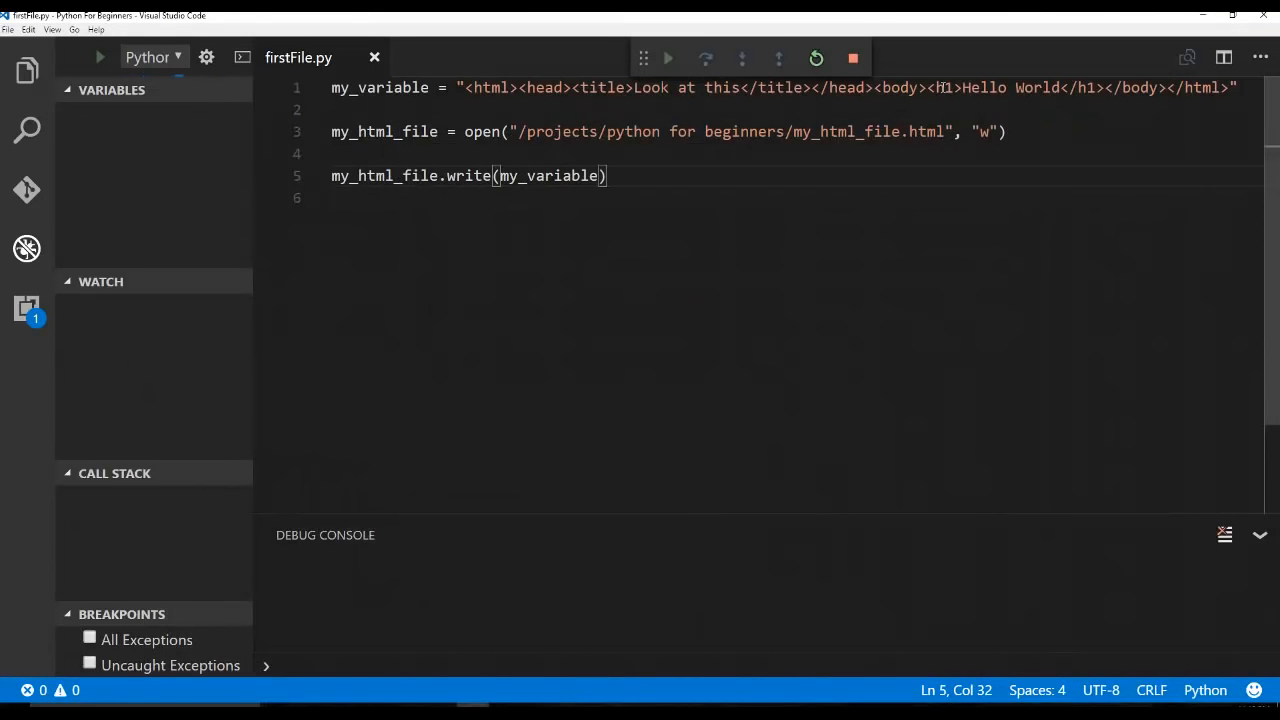 firstFile.py - Python For Beginners - Visual Studio Code
File Edit View Go Help
Python
firstFile.py
VARIABLES
WATCH
CALL STACK
BREAKPOINTS
All Exceptions
Uncaught Exceptions
1
1 my_variable = "<html><head><title>Look at this</title></head><body><h1>Hello World</h1></body></html>"
2
3 my_html_file = open("/projects/python for beginners/my_html_file.html", "w")
4
5 my_html_file.write(my_variable)
6
DEBUG CONSOLE
0 0
Ln 5, Col 32 Spaces: 4 UTF-8 CRLF Python